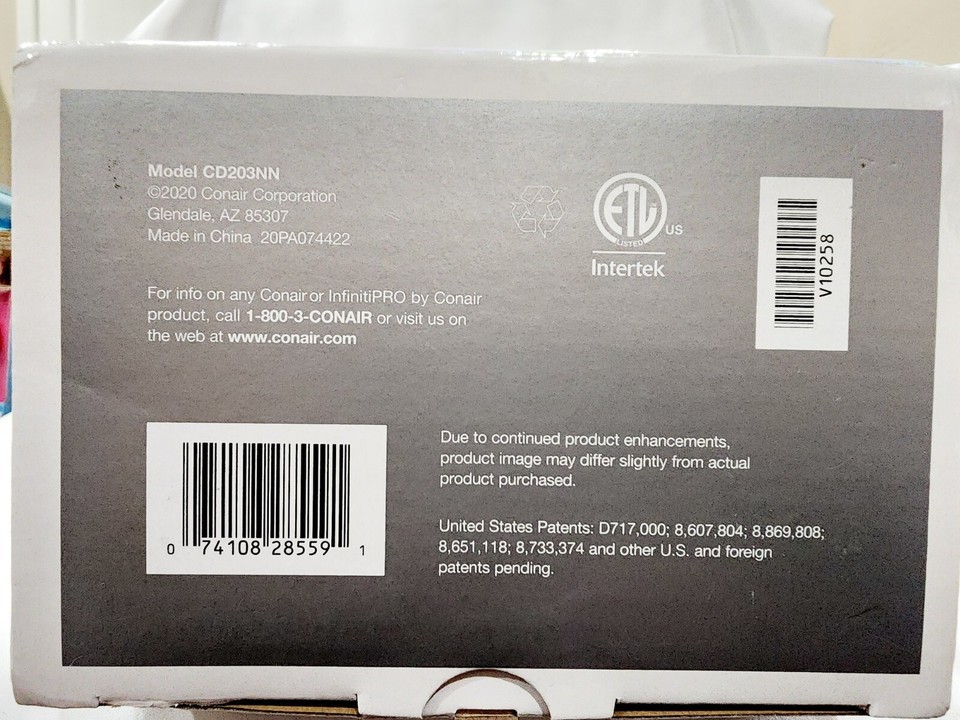 Model CD203NN
©2020 Conair Corporation
Glendale, AZ 85307
Made in China 20PA074422
ETL
LISTED
US
Intertek
V10258
For info on any Conair or InfinitiPRO by Conair
product, call 1-800-3-CONAIR or visit us on
the web at www.conair.com
0 74108 28559 1
Due to continued product enhancements,
product image may differ slightly from actual
product purchased.
United States Patents: D717,000; 8,607,804; 8,869,808;
8,651,118; 8,733,374 and other U.S. and foreign
patents pending.